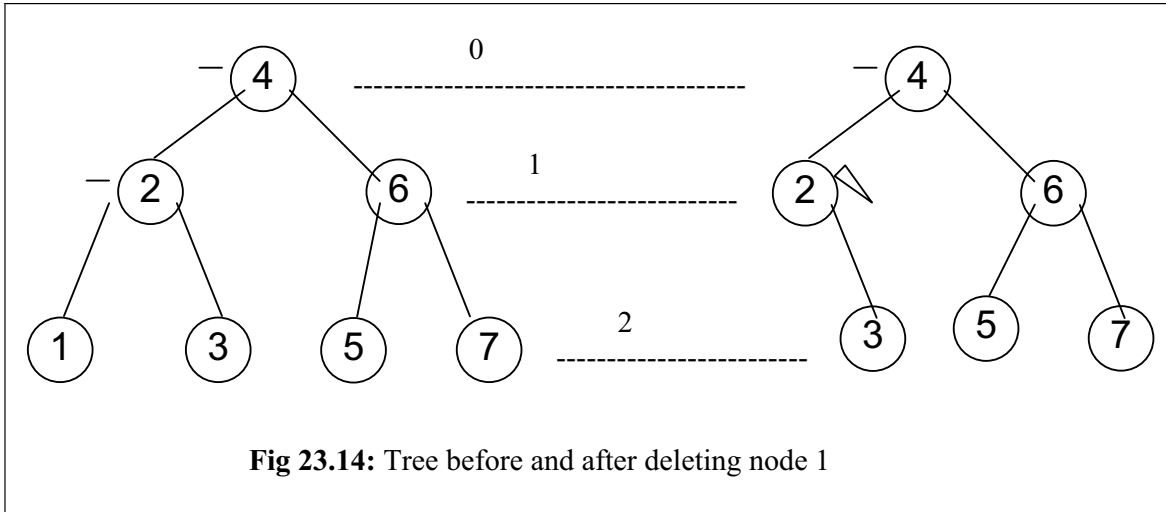 0
— 4 — 4
1
— 2 6 2 6
2
1 3 5 7 3 5 7
Fig 23.14: Tree before and after deleting node 1